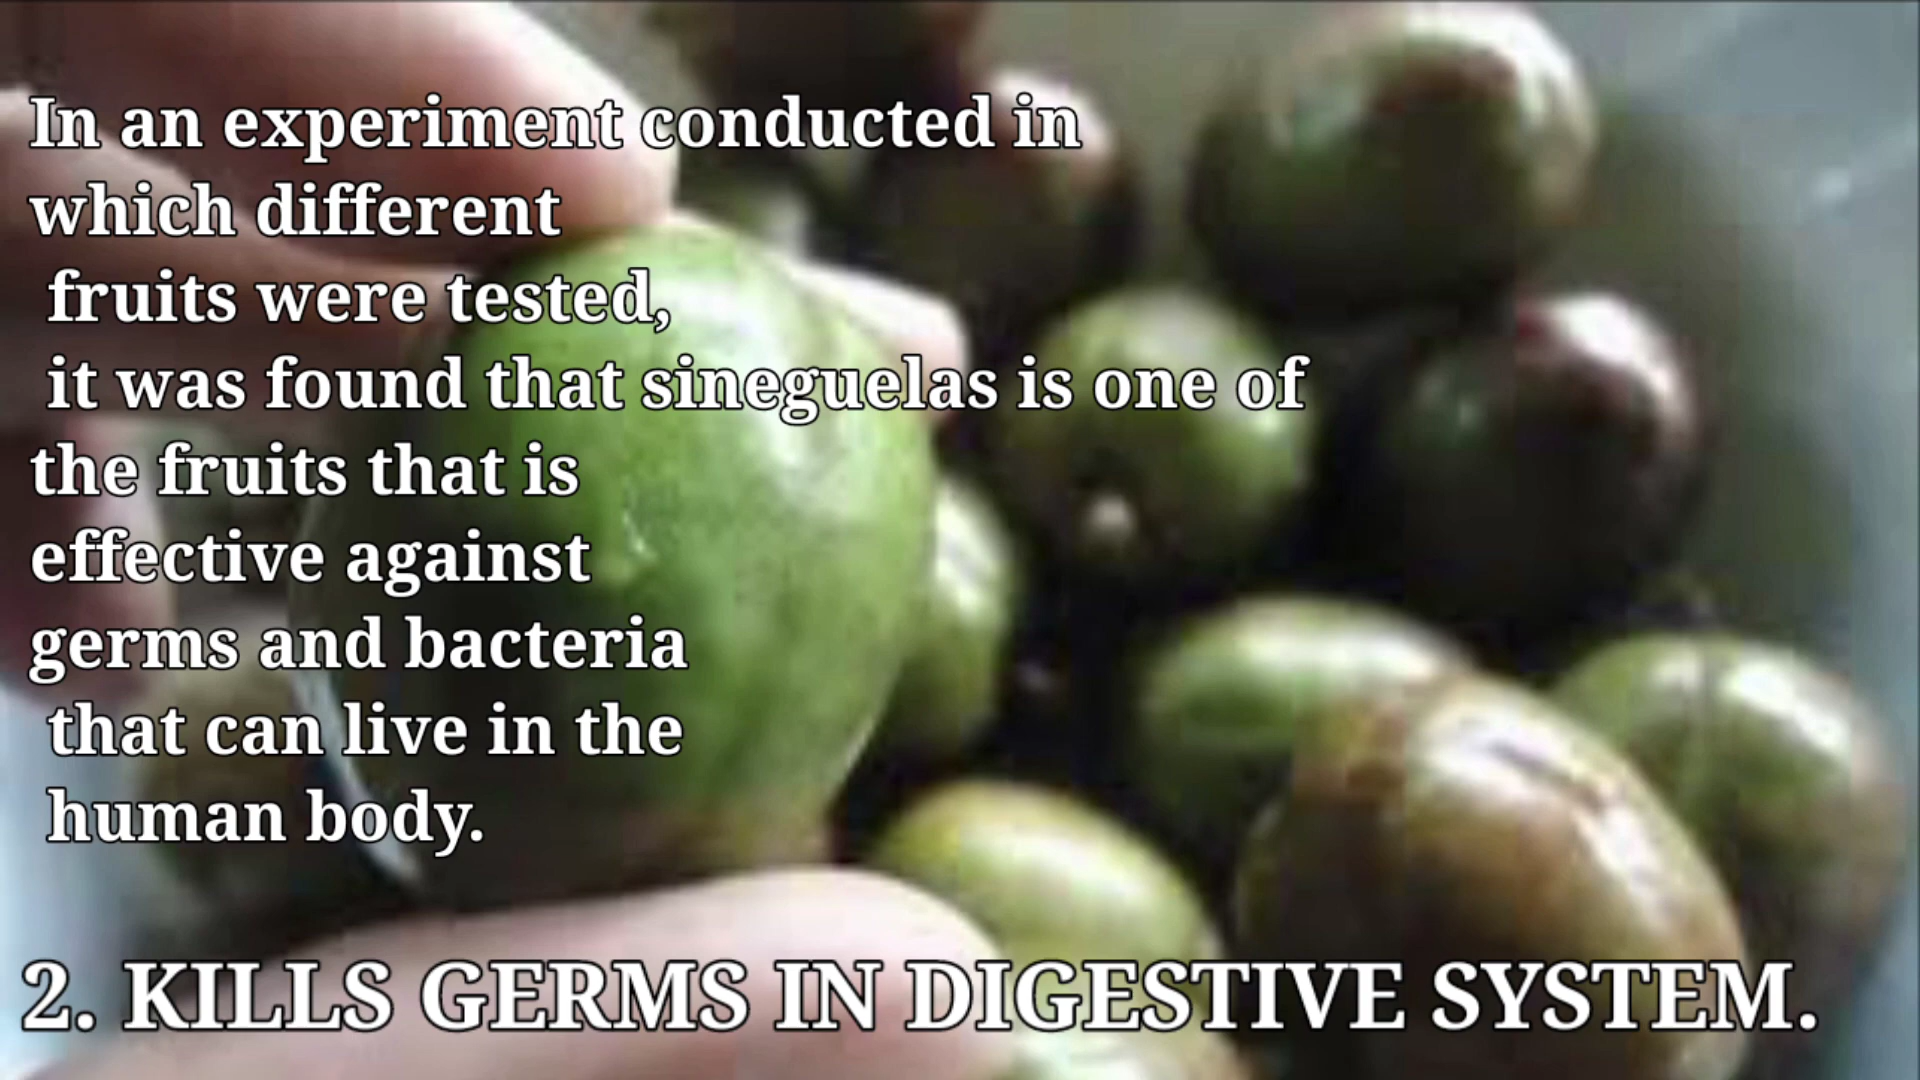 In an experiment conducted in
which different
fruits were tested,
it was found that sineguelas is one of
the fruits that is
effective against
germs and bacteria
that can live in the
human body.
2. KILLS GERMS IN DIGESTIVE SYSTEM.